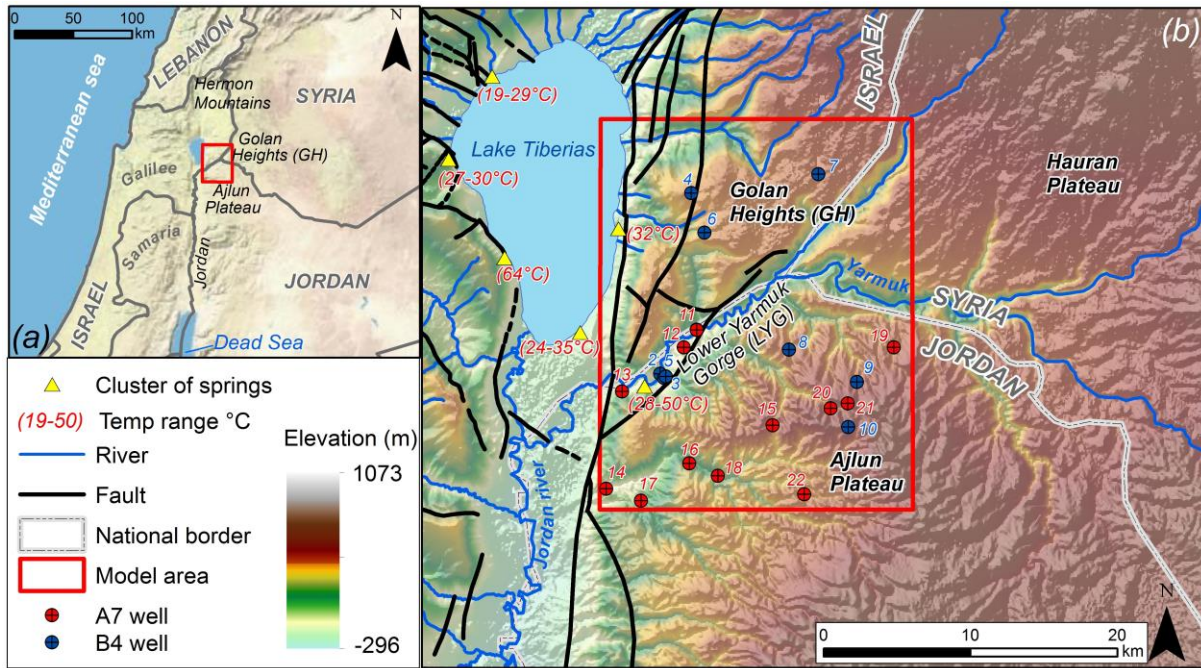 0 50 100
km
N
LEBANON
Hermon
Mountains
SYRIA
Golan
Heights (GH)
Mediterranean sea
Galilee
Ajlun
Plateau
Samaria
Jordan
JORDAN
ISRAEL
(a)
Dead Sea
Cluster of springs
(19-50) Temp range °C
River
Fault
National border
Model area
A7 well
B4 well
Elevation (m)
1073
-296
(b)
(19-29°C)
ISRAEL
Lake Tiberias
7
Hauran
Plateau
(27-30°C)
4
Golan
Heights (GH)
6
(32°C)
(64°C)
Yarmuk
SYRIA
11
(24-35°C)
12
Lower Yarmuk
Gorge (LYG)
8
19
JORDAN
13
2
5
3
(28-50°C)
9
20
21
15
10
16
18
Ajlun
Plateau
14
17
22
Jordan river
N
0 10 20
km